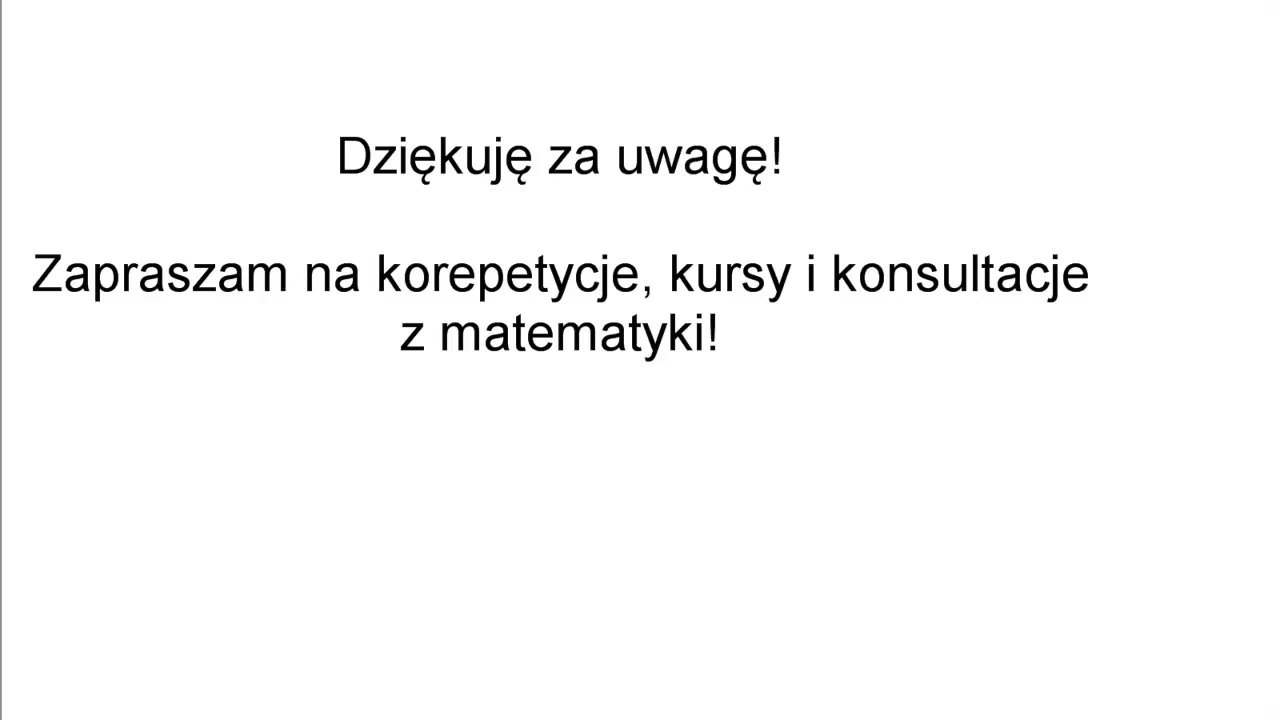 Dziękuję za uwagę!
Zapraszam na korepetycje, kursy i konsultacje
z matematyki!